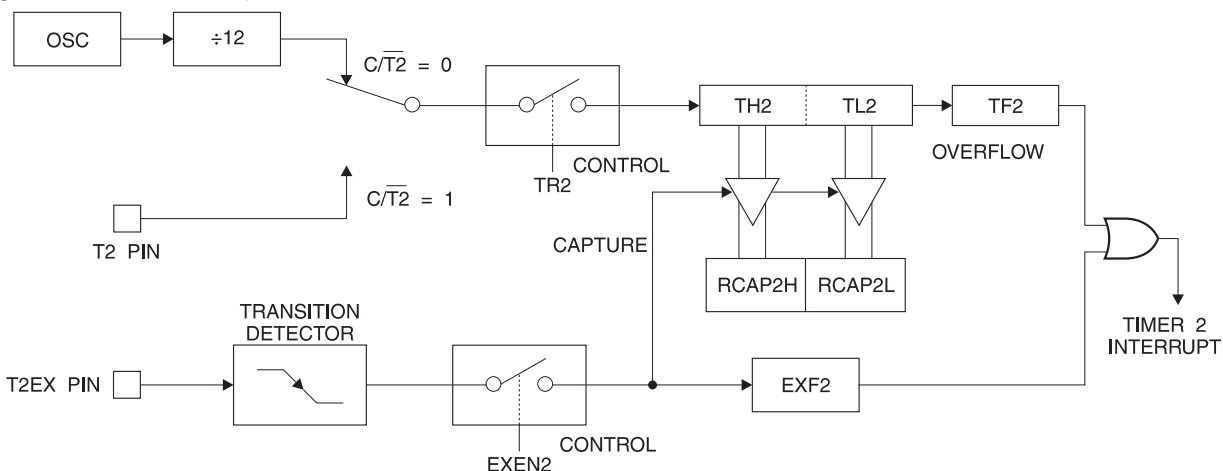 OSC
÷12
C/T2 = 0
TH2
TL2
TF2
OVERFLOW
CONTROL
TR2
C/T2 = 1
T2 PIN
CAPTURE
RCAP2H
RCAP2L
TRANSITION
DETECTOR
TIMER 2
INTERRUPT
T2EX PIN
EXF2
CONTROL
EXEN2